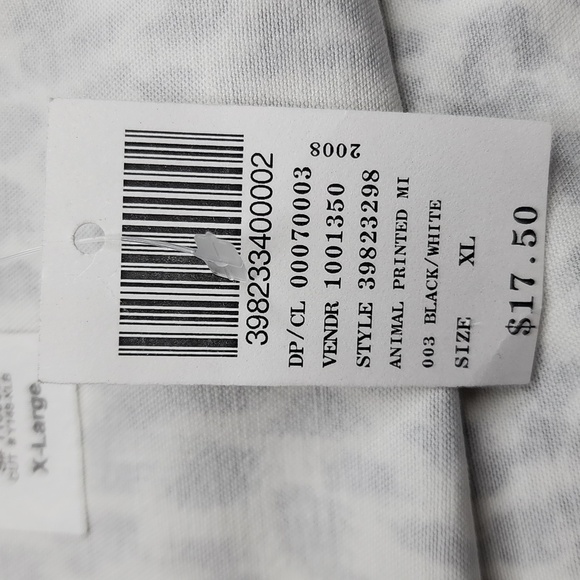 398233400002
2008
DP/CL 00070003
VENDR 1001350
STYLE 39823298
ANIMAL PRINTED MI
003 BLACK/WHITE
SIZE XL
$17.50
X-Large